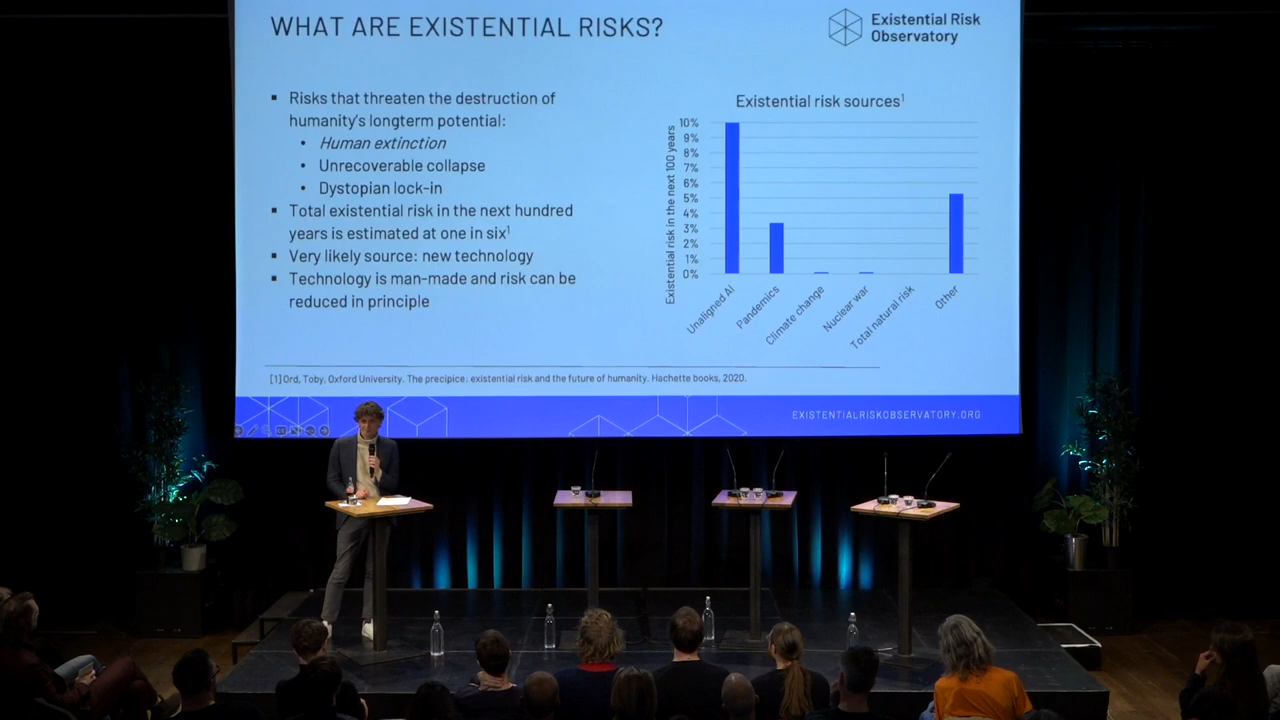 WHAT ARE EXISTENTIAL RISKS?
Existential Risk
Observatory
▪ Risks that threaten the destruction of
humanity's longterm potential:
• Human extinction
• Unrecoverable collapse
• Dystopian lock-in
▪ Total existential risk in the next hundred
years is estimated at one in six¹
▪ Very likely source: new technology
▪ Technology is man-made and risk can be
reduced in principle
Existential risk sources¹
Existential risk in the next 100 years
10%
9%
8%
7%
6%
5%
4%
3%
2%
1%
0%
Unaligned AI
Pandemics
Climate change
Nuclear war
Total natural risk
Other
[1] Ord, Toby, Oxford University. The precipice: existential risk and the future of humanity. Hachette books, 2020.
EXISTENTIALRISKOBSERVATORY.ORG